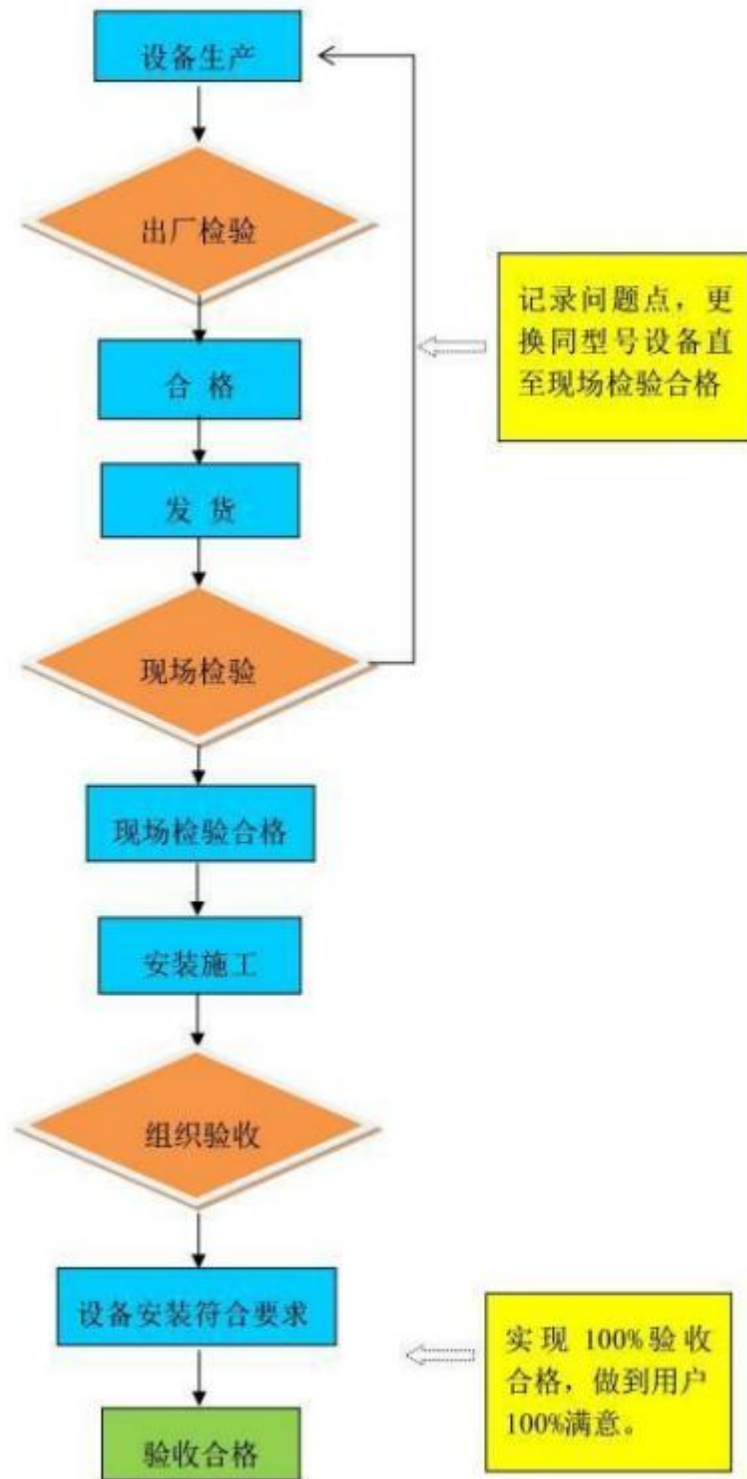 设备生产
出厂检验
记录问题点，更
换同型号设备直
至现场检验合格
合 格
发 货
现场检验
现场检验合格
安装施工
组织验收
设备安装符合要求
实现 100%验收
合格，做到用户
100%满意。
验收合格